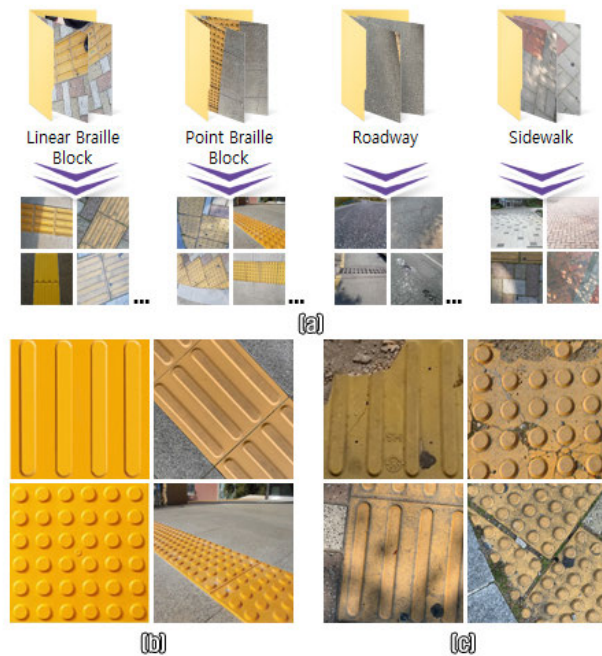 Linear Braille
Block
Point Braille
Block
Roadway
Sidewalk
...
...
...
...
(a)
(b)
(c)